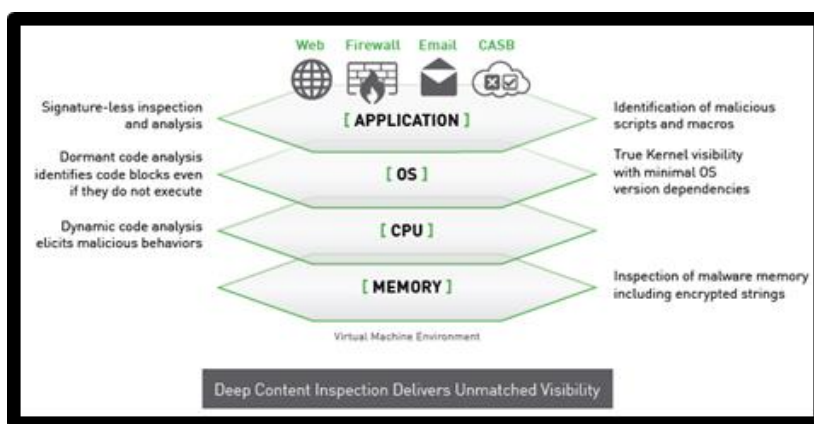 Web Firewall Email CASB
Signature-less inspection
and analysis
[ APPLICATION ]
Identification of malicious
scripts and macros
Dormant code analysis
identifies code blocks even
if they do not execute
[ OS ]
True Kernel visibility
with minimal OS
version dependencies
Dynamic code analysis
elicits malicious behaviors
[ CPU ]
[ MEMORY ]
Inspection of malware memory
including encrypted strings
Virtual Machine Environment
Deep Content Inspection Delivers Unmatched Visibility